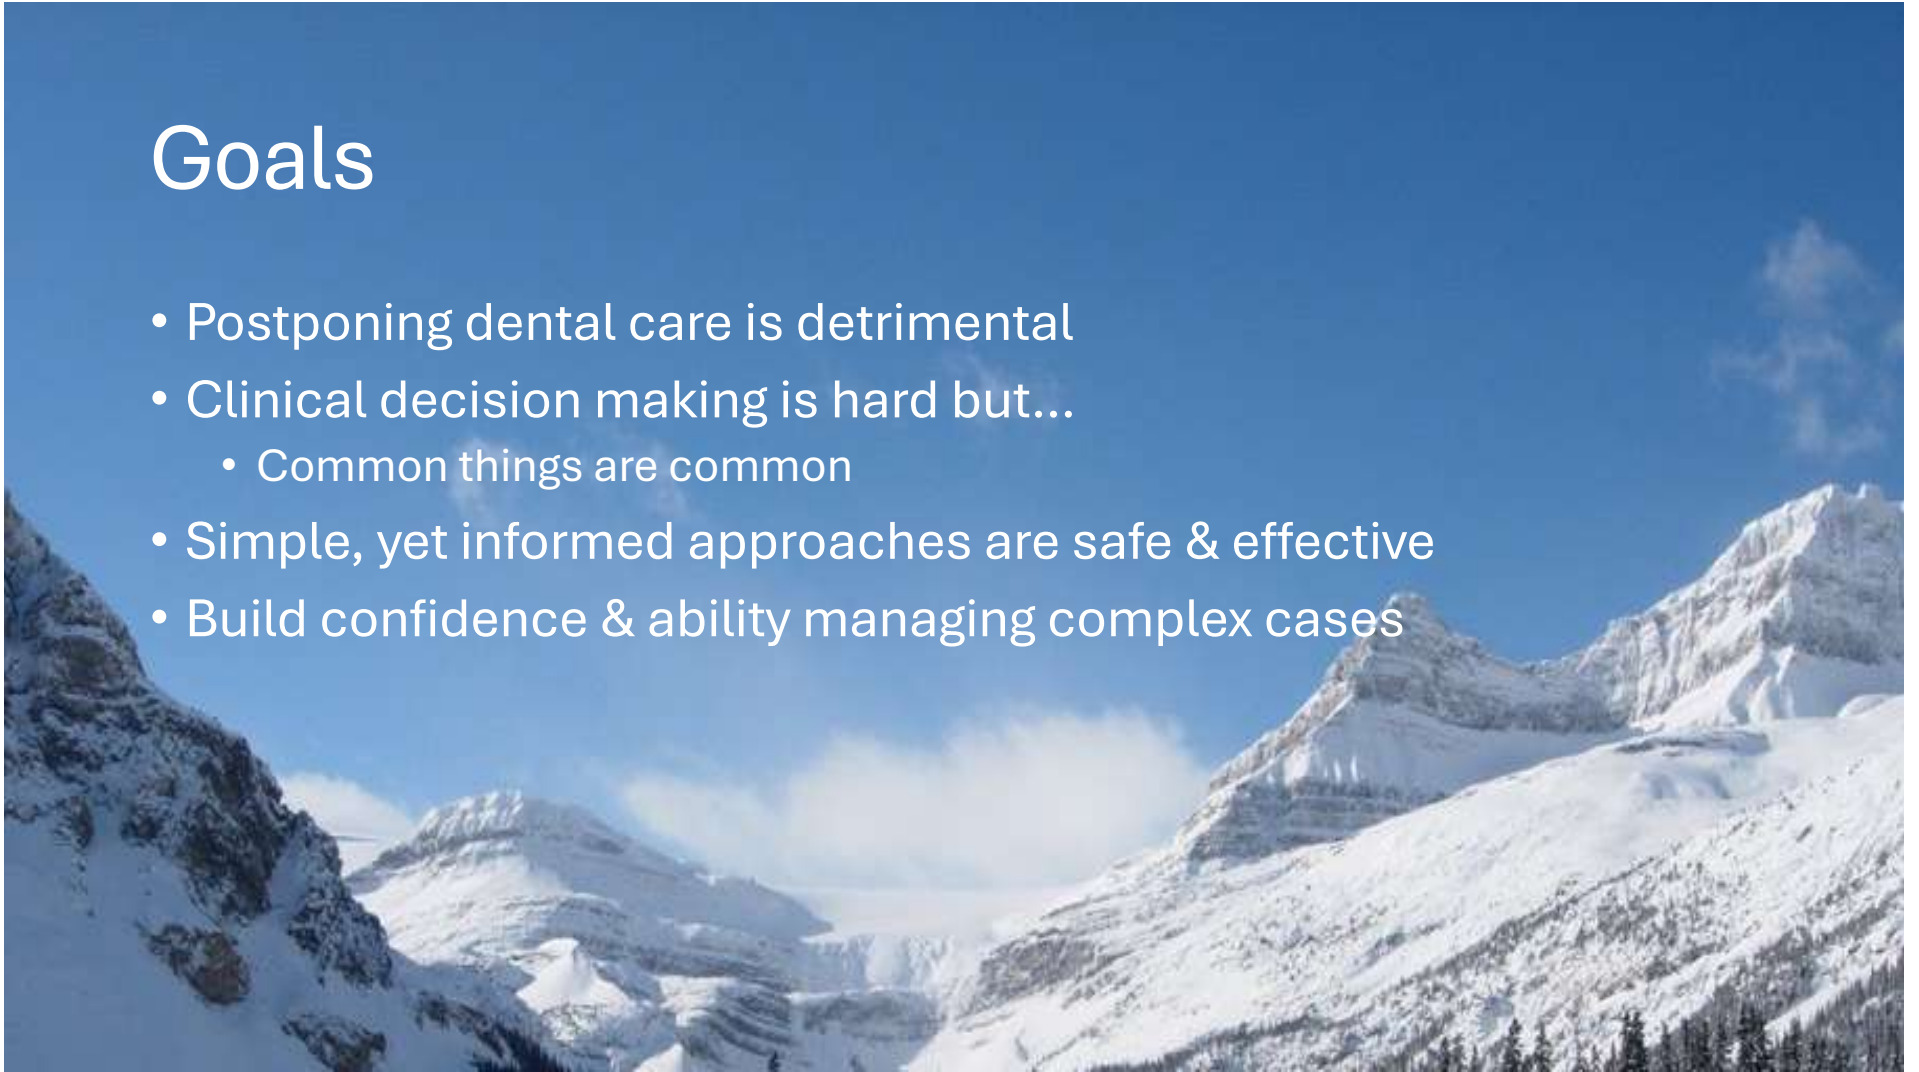 Goals
• Postponing dental care is detrimental
• Clinical decision making is hard but...
• Common things are common
• Simple, yet informed approaches are safe & effective
• Build confidence & ability managing complex cases